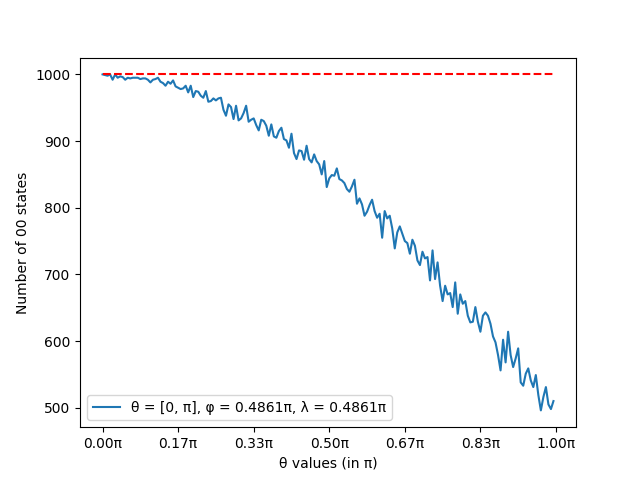 1000
900
800
700
600
500
Number of 00 states
θ = [0, π], φ = 0.4861π, λ = 0.4861π
0.00π 0.17π 0.33π 0.50π 0.67π 0.83π 1.00π
θ values (in π)